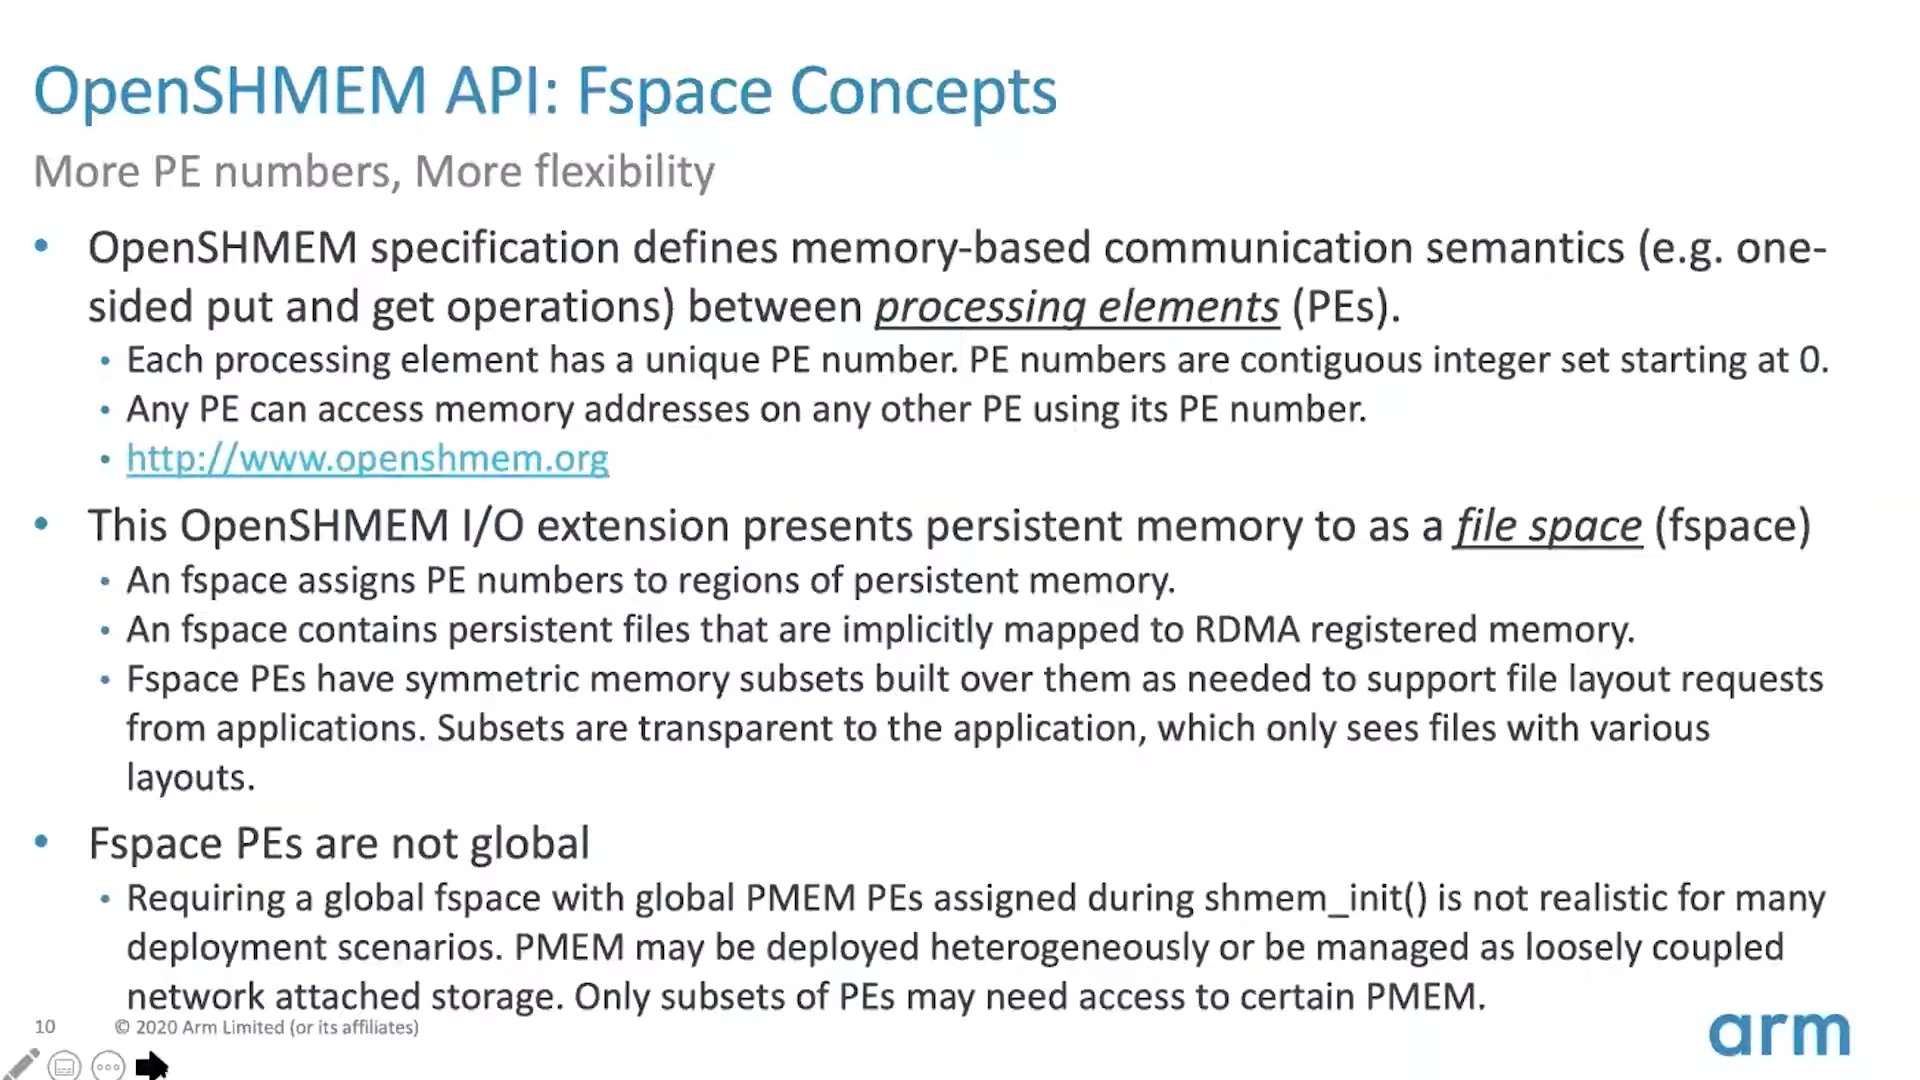 OpenSHMEM API: Fspace Concepts
More PE numbers, More flexibility
• OpenSHMEM specification defines memory-based communication semantics (e.g. one-
sided put and get operations) between processing elements (PEs).
• Each processing element has a unique PE number. PE numbers are contiguous integer set starting at 0.
• Any PE can access memory addresses on any other PE using its PE number.
• http://www.openshmem.org
• This OpenSHMEM I/O extension presents persistent memory to as a file space (fspace)
• An fspace assigns PE numbers to regions of persistent memory.
• An fspace contains persistent files that are implicitly mapped to RDMA registered memory.
• Fspace PEs have symmetric memory subsets built over them as needed to support file layout requests
from applications. Subsets are transparent to the application, which only sees files with various
layouts.
• Fspace PEs are not global
• Requiring a global fspace with global PMEM PEs assigned during shmem_init() is not realistic for many
deployment scenarios. PMEM may be deployed heterogeneously or be managed as loosely coupled
network attached storage. Only subsets of PEs may need access to certain PMEM.
10 © 2020 Arm Limited (or its affiliates)
arm